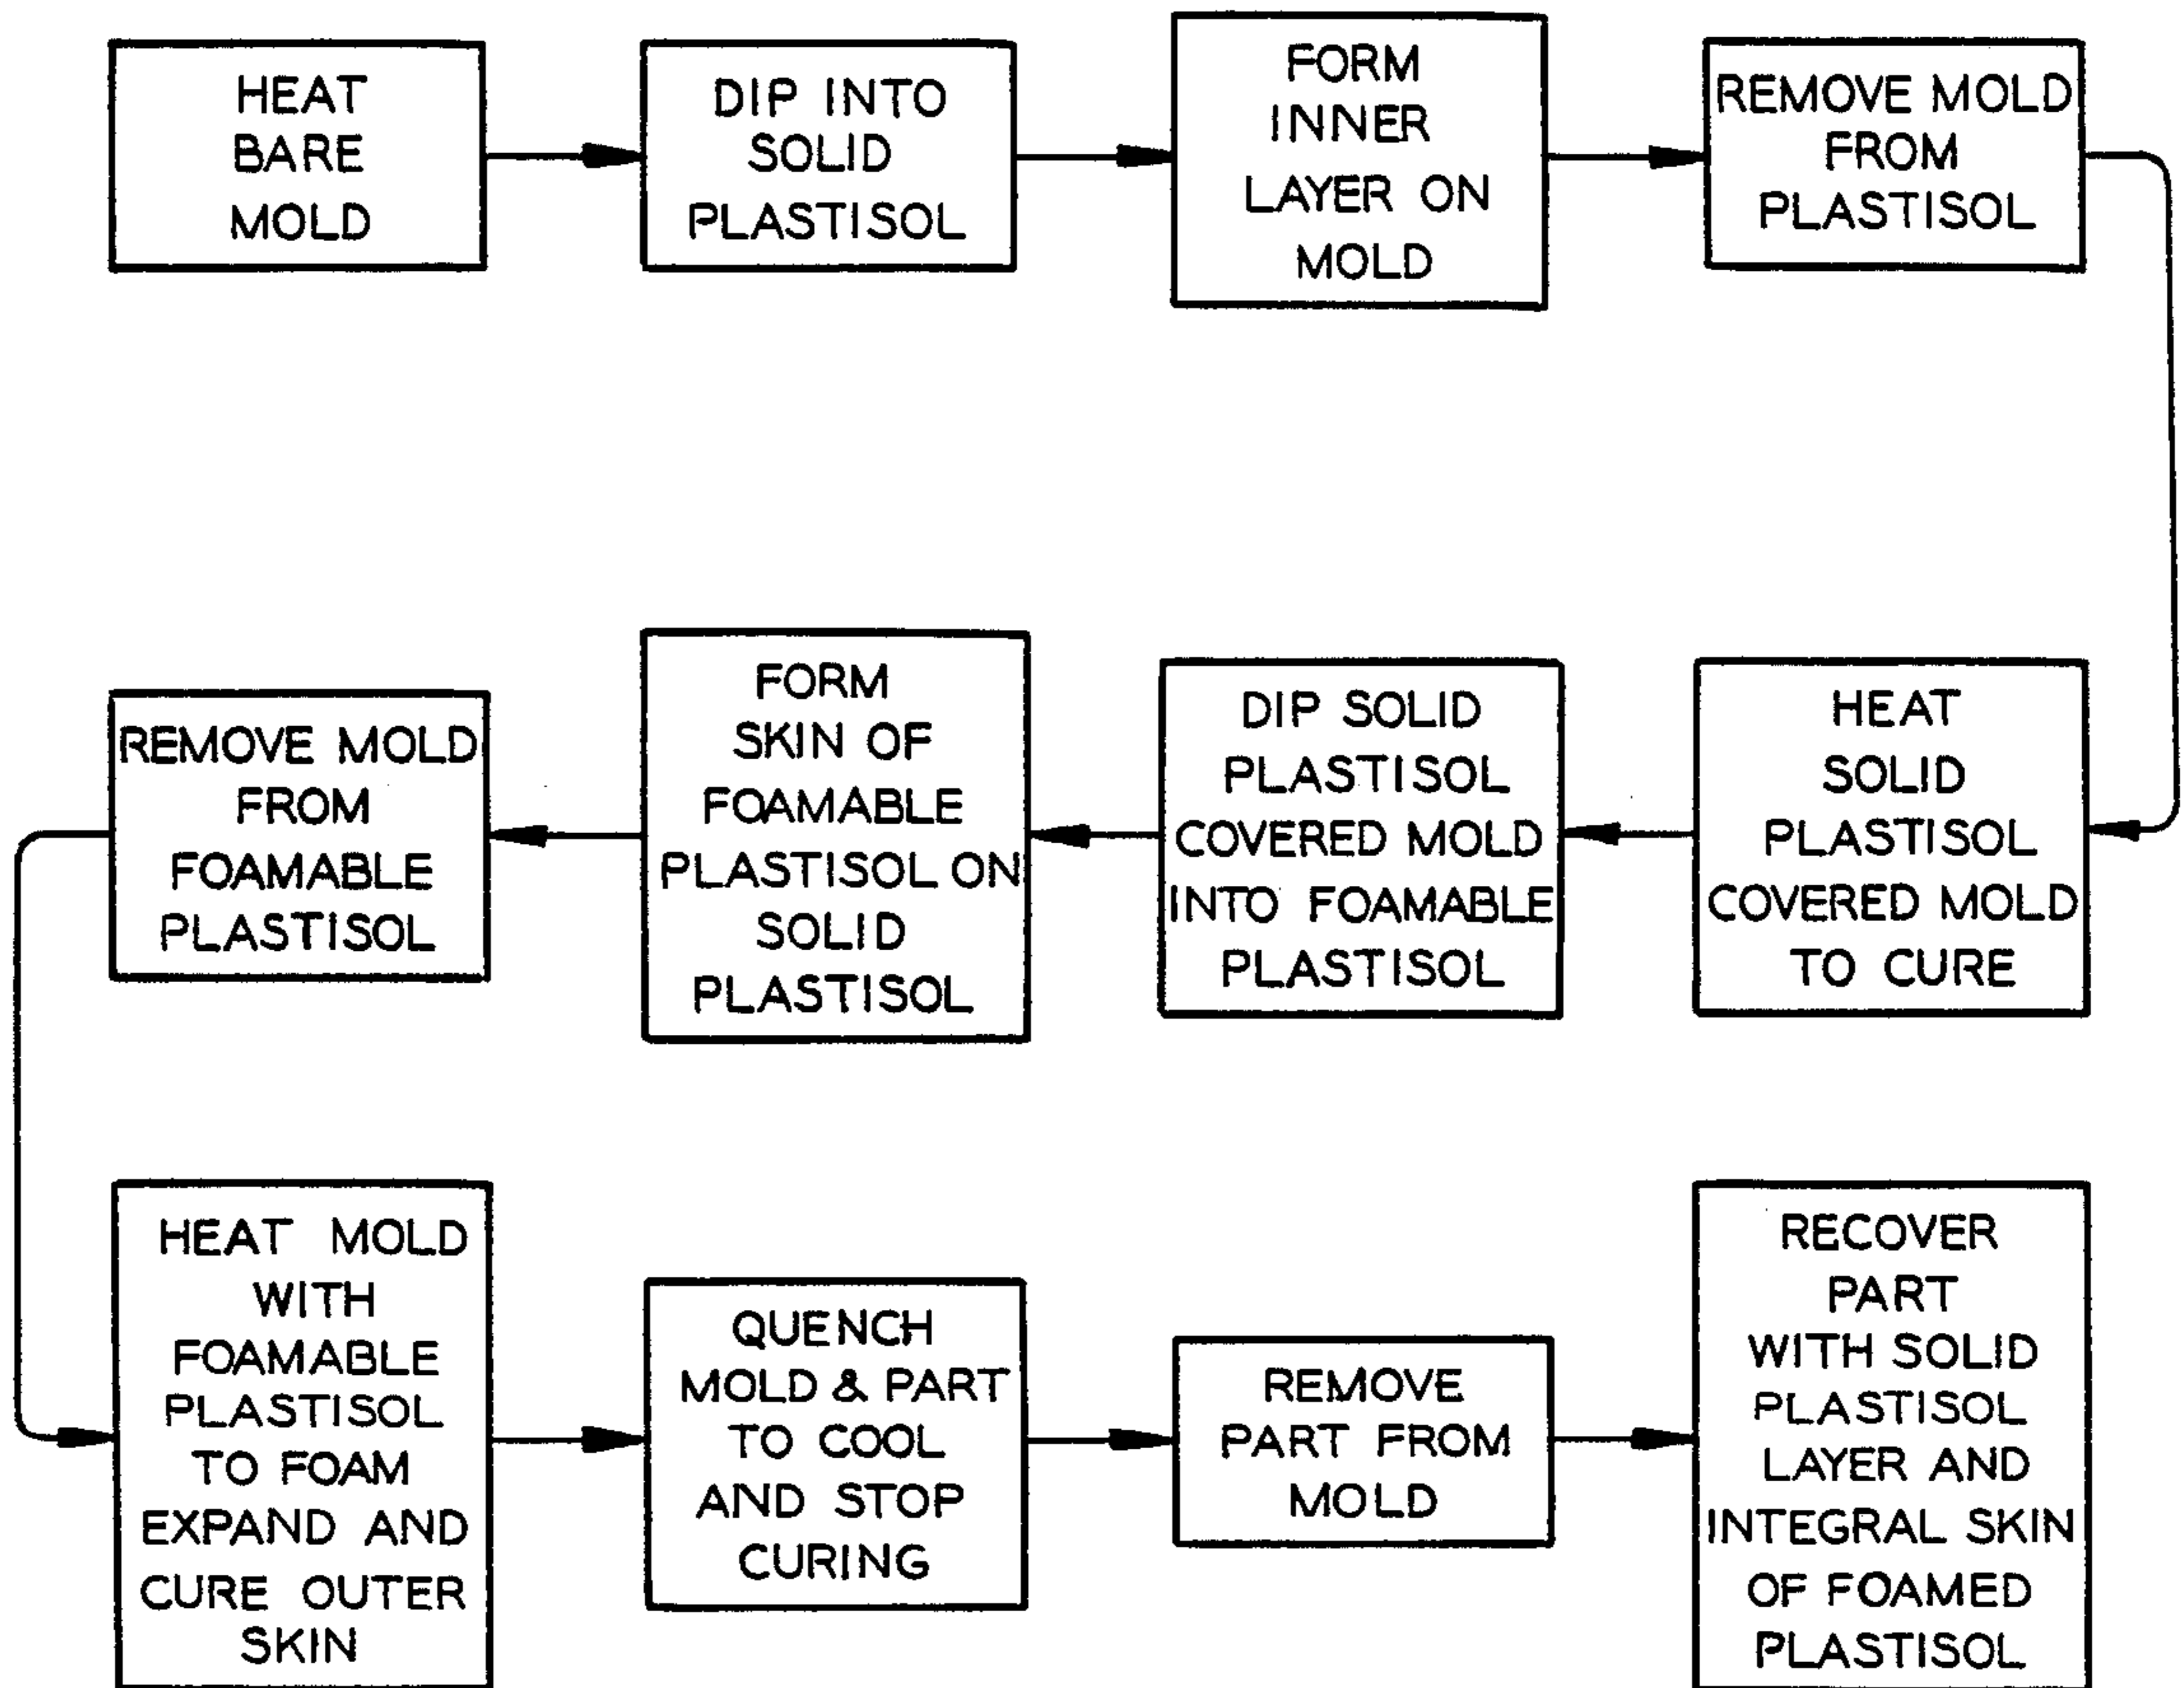 HEAT
BARE
MOLD
DIP INTO
SOLID
PLASTISOL
FORM
INNER
LAYER ON
MOLD
REMOVE MOLD
FROM
PLASTISOL
HEAT
SOLID
PLASTISOL
COVERED MOLD
TO CURE
DIP SOLID
PLASTISOL
COVERED MOLD
INTO FOAMABLE
PLASTISOL
FORM
SKIN OF
FOAMABLE
PLASTISOL ON
SOLID
PLASTISOL
REMOVE MOLD
FROM
FOAMABLE
PLASTISOL
HEAT MOLD
WITH
FOAMABLE
PLASTISOL
TO FOAM
EXPAND AND
CURE OUTER
SKIN
QUENCH
MOLD & PART
TO COOL
AND STOP
CURING
REMOVE
PART FROM
MOLD
RECOVER
PART
WITH SOLID
PLASTISOL
LAYER AND
INTEGRAL SKIN
OF FOAMED
PLASTISOL